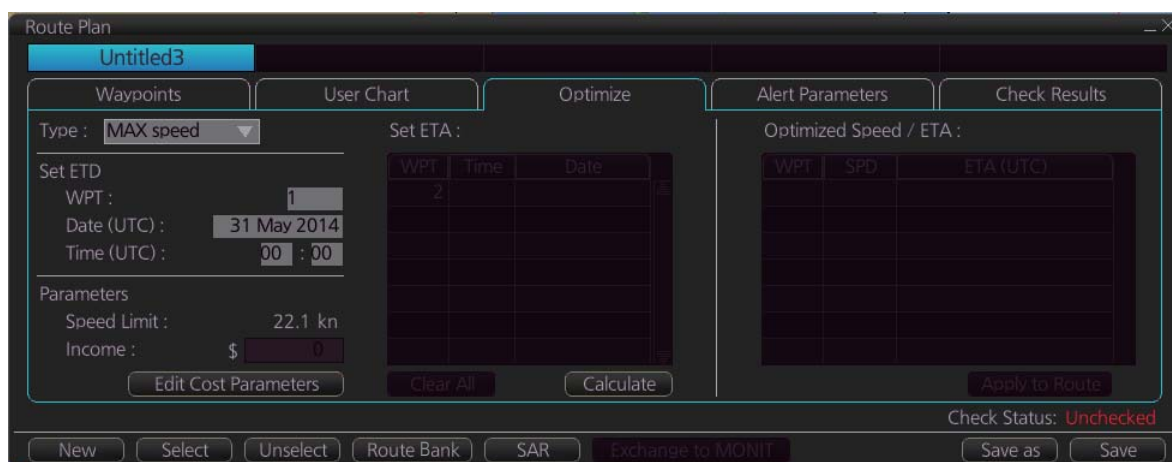 Route Plan
Untitled3
Waypoints User Chart Optimize Alert Parameters Check Results
Type : MAX speed
Set ETD
WPT : 1
Date (UTC) : 31 May 2014
Time (UTC) : 00 : 00
Parameters
Speed Limit : 22.1 kn
Income : $ 0
Edit Cost Parameters
Set ETA :
WPT Time Date
2
Clear All Calculate
Optimized Speed / ETA :
WPT SPD ETA (UTC)
Apply to Route
Check Status: Unchecked
New Select Unselect Route Bank SAR Exchange to MONIT Save as Save